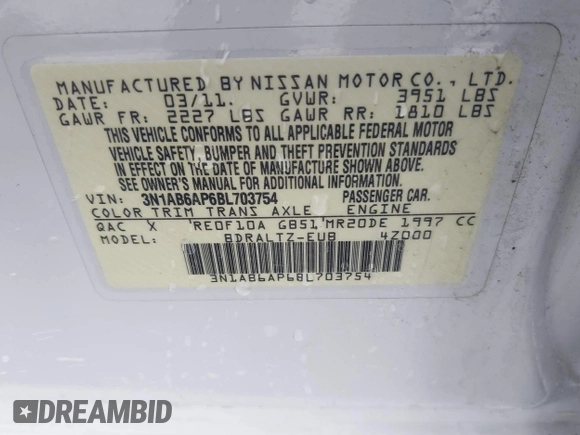 MANUFACTURED BY NISSAN MOTOR CO., LTD.
DATE: 03/11. GVWR: 3951 LBS
GAWR FR: 2227 LBS GAWR RR: 1810 LBS
THIS VEHICLE CONFORMS TO ALL APPLICABLE FEDERAL MOTOR
VEHICLE SAFETY, BUMPER AND THEFT PREVENTION STANDARDS
IN EFFECT ON THE DATE OF MANUFACTURE SHOWN ABOVE.
SEE OWNER'S MANUAL FOR ADDITIONAL INFORMATION
VIN: 3N1AB6AP6BL703754 PASSENGER CAR.
COLOR TRIM TRANS AXLE ENGINE
QAC X 'RE0F10A GB51'MR20DE 1997 CC
MODEL: BDRALTZ-EUB 4Z000
3N1AB6AP6BL703754
DREAMBID